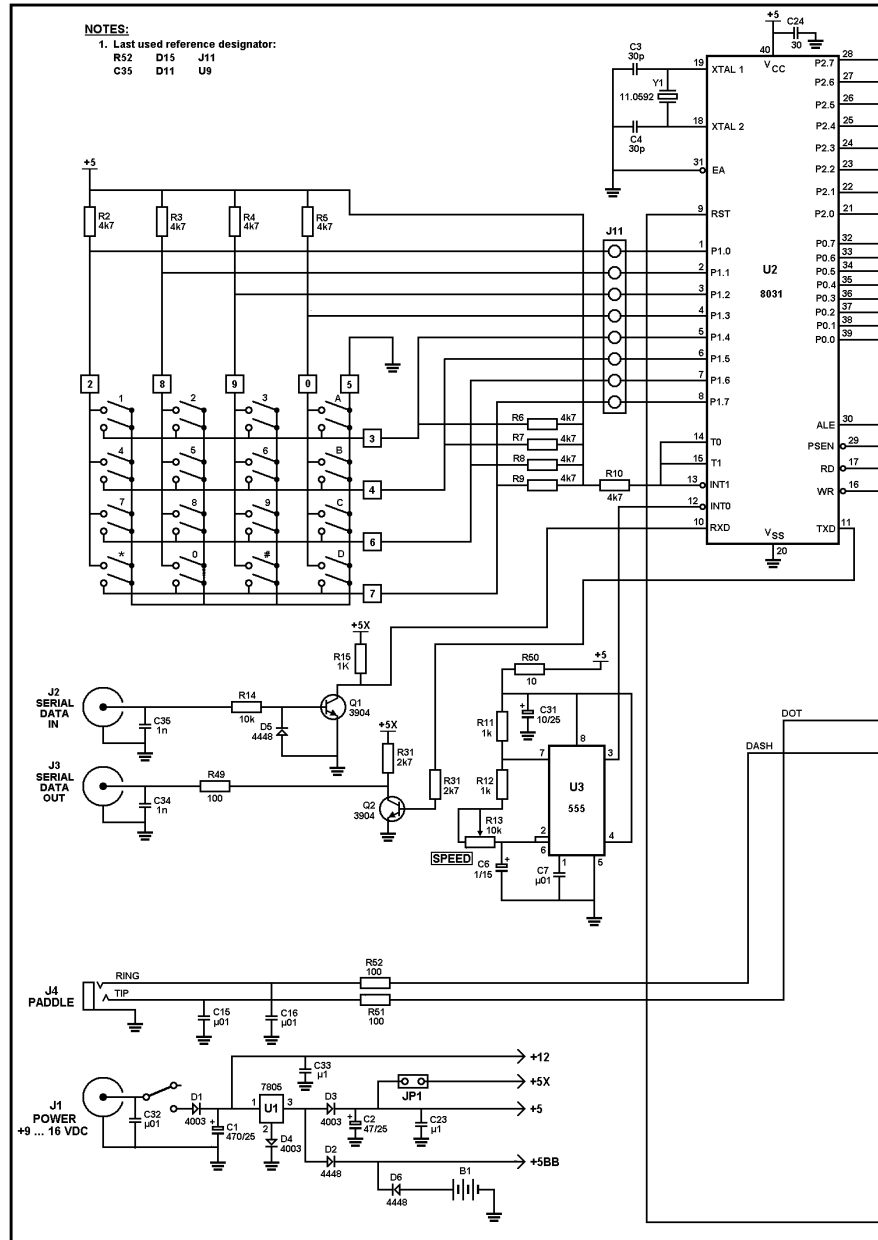 NOTES:
1. Last used reference designator:
R52 D15 J11
C35 D11 U9
+5
C24
30
40
VCC
C3
30p
19
XTAL 1
Y1
11.0592
18
XTAL 2
C4
30p
31
EA
9
RST
P2.7
28
P2.6
27
P2.5
26
P2.4
25
P2.3
24
P2.2
23
P2.1
22
P2.0
21
P0.7
32
P0.6
33
P0.5
34
P0.4
35
P0.3
36
P0.2
37
P0.1
38
P0.0
39
U2
8031
+5
R2
4k7
R3
4k7
R4
4k7
R5
4k7
J11
1
P1.0
2
P1.1
3
P1.2
4
P1.3
5
P1.4
6
P1.5
7
P1.6
8
P1.7
2
8
9
0
5
1
2
3
A
3
4
5
6
B
4
7
8
9
C
6
*
0
#
D
7
R6
4k7
R7
4k7
R8
4k7
R9
4k7
R10
4k7
14
T0
15
T1
13
INT1
12
INT0
10
RXD
ALE
30
PSEN
29
RD
17
WR
16
TXD
11
VSS
20
+5X
R15
1K
J2
SERIAL
DATA
IN
C35
1n
R14
10k
D5
4448
Q1
3904
+5X
R31
2k7
J3
SERIAL
DATA
OUT
C34
1n
R49
100
Q2
3904
R31
2k7
R50
10
+5
R11
1k
C31
10/25
R12
1k
R13
10k
SPEED
C6
1/15
C7
µ01
U3
555
7
8
3
2
6
4
1
5
DOT
DASH
J4
PADDLE
RING
TIP
C15
µ01
C16
µ01
R52
100
R51
100
J1
POWER
+9 ... 16 VDC
C32
µ01
D1
4003
C1
470/25
7805
1
U1
3
2
D4
4003
C33
µ1
D3
4003
C2
47/25
JP1
C23
µ1
D2
4448
D6
4448
B1
+12
+5X
+5
+5BB